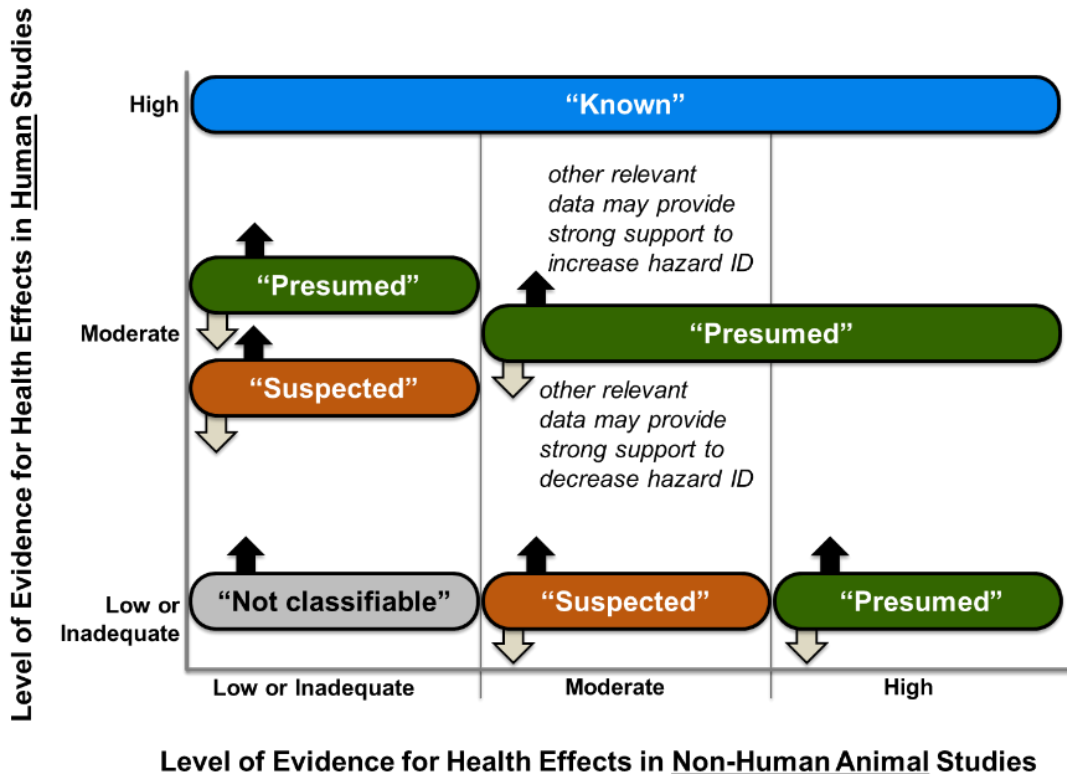 Level of Evidence for Health Effects in Human Studies
High
“Known”
other relevant
data may provide
strong support to
increase hazard ID
“Presumed”
Moderate
“Presumed”
“Suspected”
other relevant
data may provide
strong support to
decrease hazard ID
Low or
Inadequate
“Not classifiable”
“Suspected”
“Presumed”
Low or Inadequate
Moderate
High
Level of Evidence for Health Effects in Non-Human Animal Studies